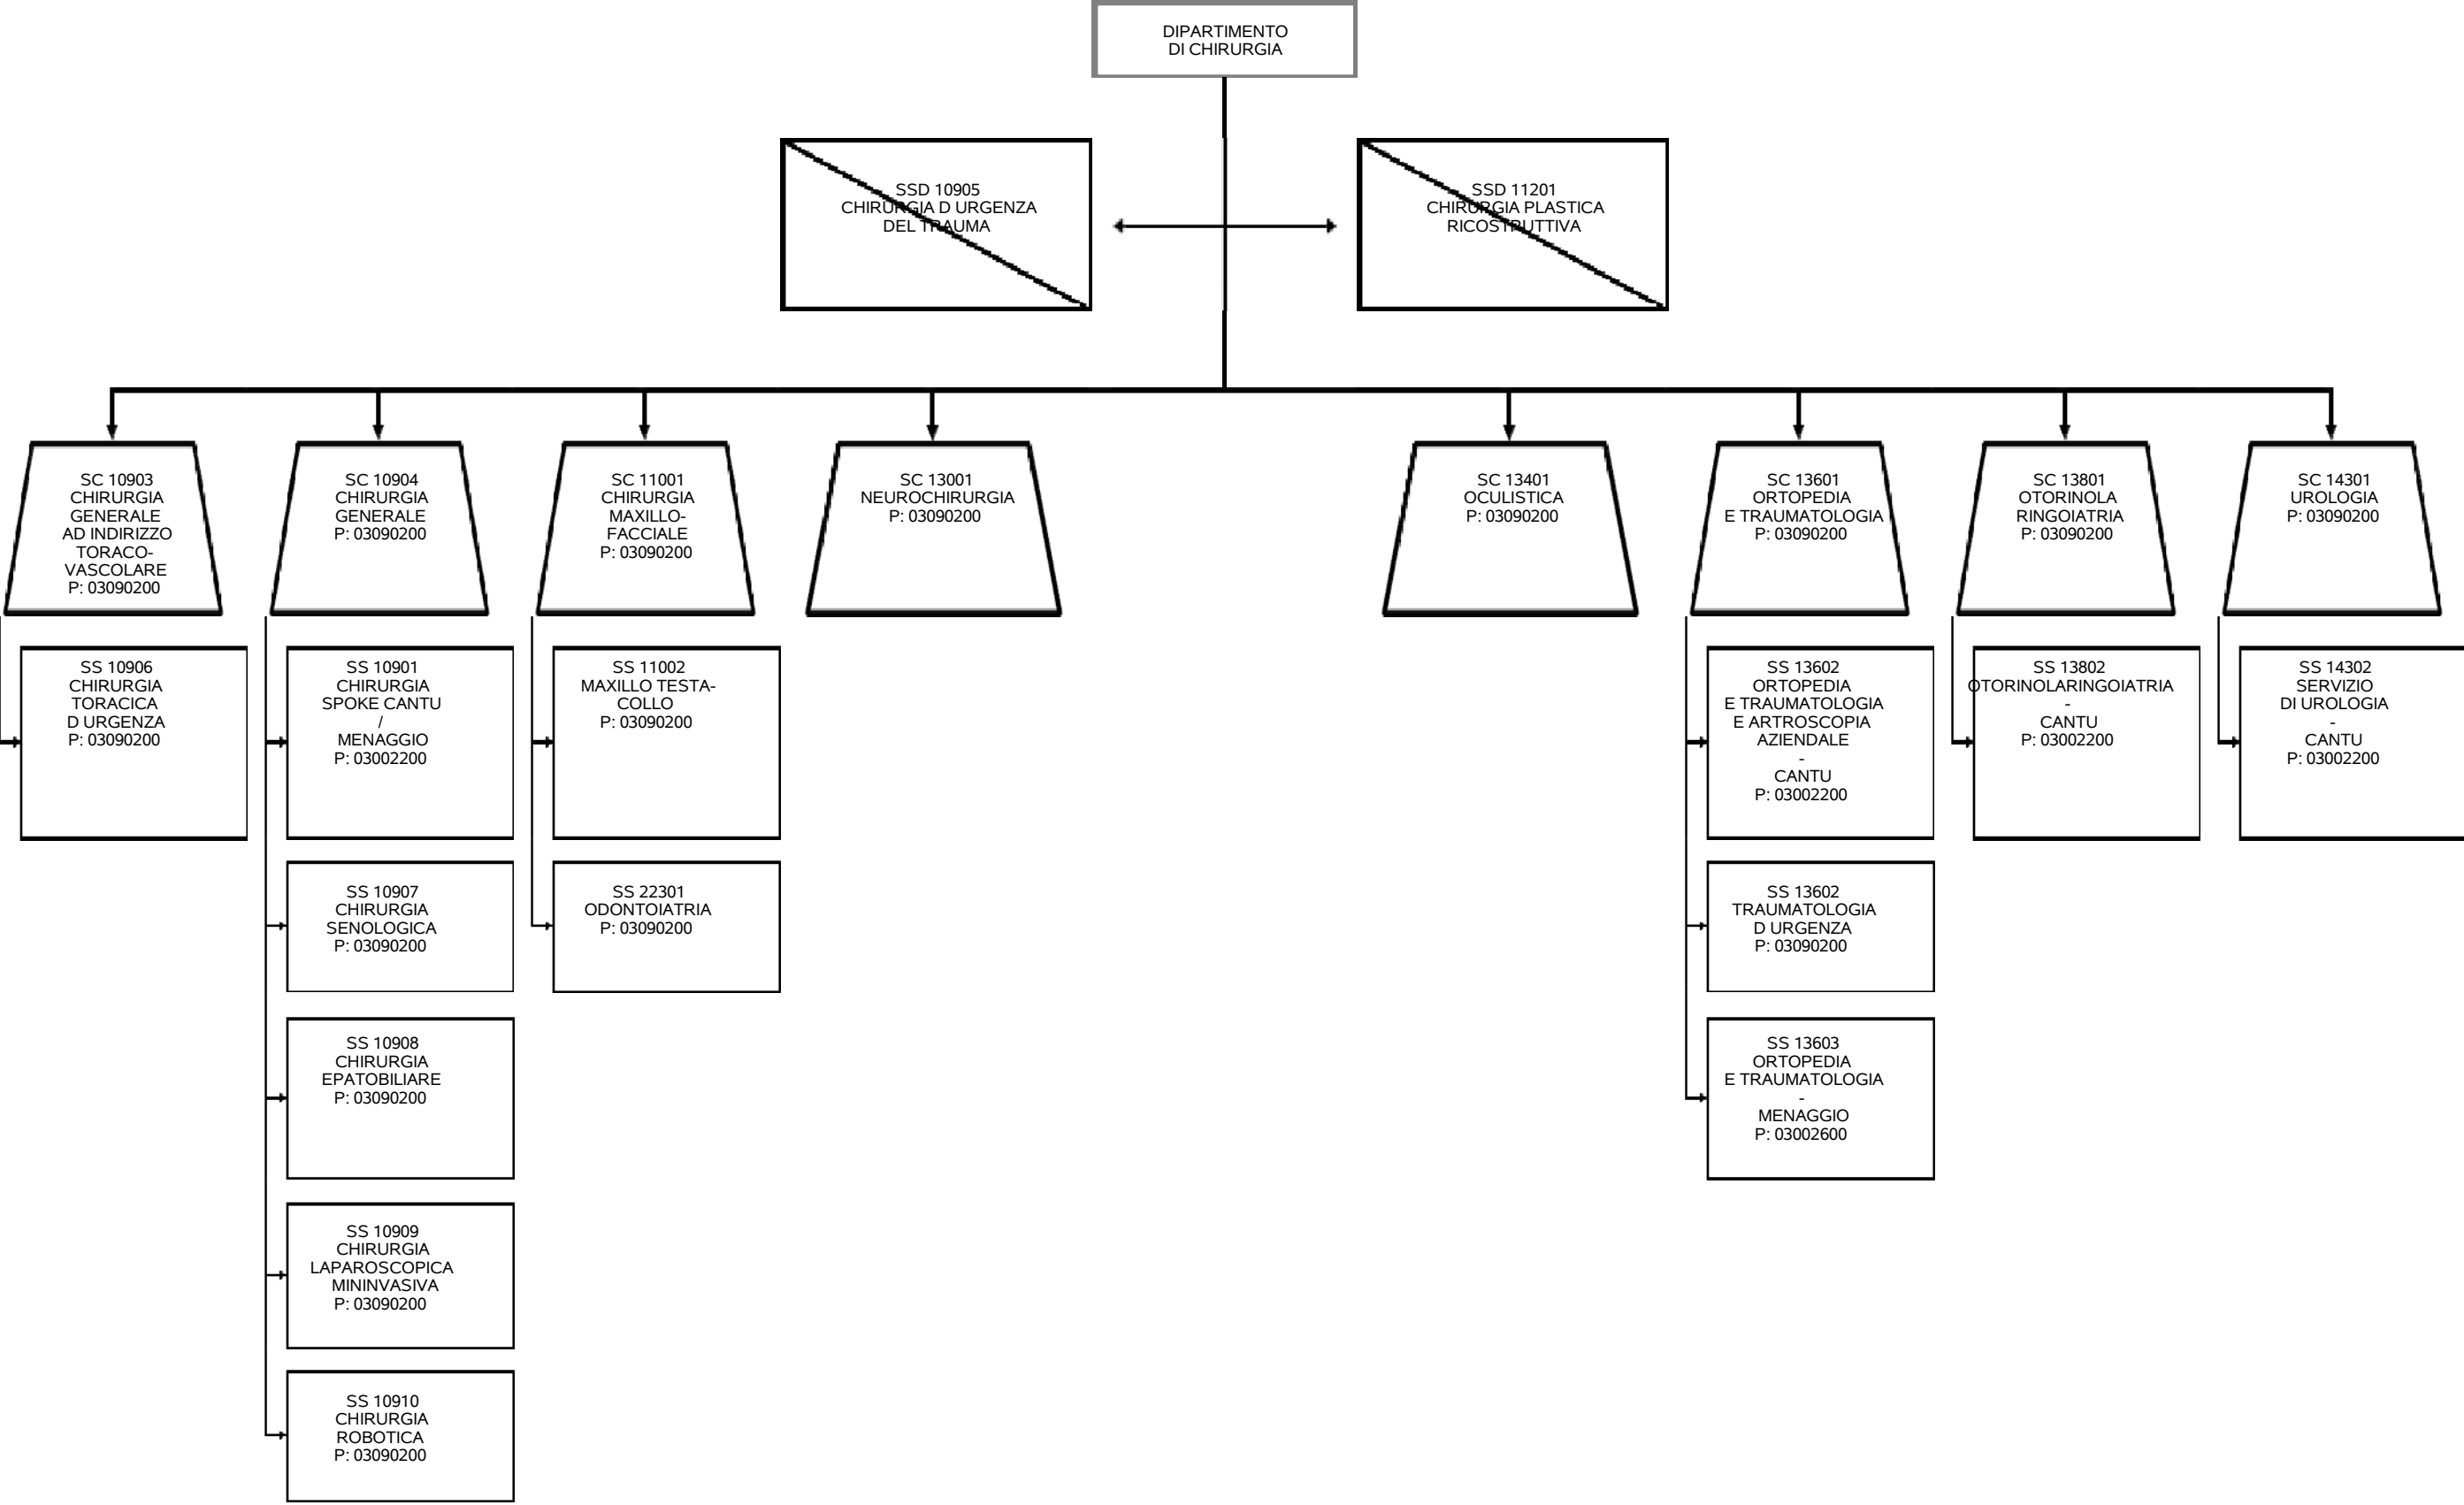 DIPARTIMENTO
DI CHIRURGIA
SSD 10905
CHIRURGIA D URGENZA
DEL TRAUMA
SSD 11201
CHIRURGIA PLASTICA
RICOSTRUTTIVA
SC 10903
CHIRURGIA
GENERALE
AD INDIRIZZO
TORACO-
VASCOLARE
P: 03090200
SC 10904
CHIRURGIA
GENERALE
P: 03090200
SC 11001
CHIRURGIA
MAXILLO-
FACCIALE
P: 03090200
SC 13001
NEUROCHIRURGIA
P: 03090200
SC 13401
OCULISTICA
P: 03090200
SC 13601
ORTOPEDIA
E TRAUMATOLOGIA
P: 03090200
SC 13801
OTORINOLA
RINGOIATRIA
P: 03090200
SC 14301
UROLOGIA
P: 03090200
SS 10906
CHIRURGIA
TORACICA
D URGENZA
P: 03090200
SS 10901
CHIRURGIA
SPOKE CANTU
/
MENAGGIO
P: 03002200
SS 11002
MAXILLO TESTA-
COLLO
P: 03090200
SS 13602
ORTOPEDIA
E TRAUMATOLOGIA
E ARTROSCOPIA
AZIENDALE
-
CANTU
P: 03002200
SS 13802
OTORINOLARINGOIATRIA
-
CANTU
P: 03002200
SS 14302
SERVIZIO
DI UROLOGIA
-
CANTU
P: 03002200
SS 10907
CHIRURGIA
SENOLOGICA
P: 03090200
SS 22301
ODONTOIATRIA
P: 03090200
SS 13602
TRAUMATOLOGIA
D URGENZA
P: 03090200
SS 10908
CHIRURGIA
EPATOBILIARE
P: 03090200
SS 13603
ORTOPEDIA
E TRAUMATOLOGIA
-
MENAGGIO
P: 03002600
SS 10909
CHIRURGIA
LAPAROSCOPICA
MININVASIVA
P: 03090200
SS 10910
CHIRURGIA
ROBOTICA
P: 03090200